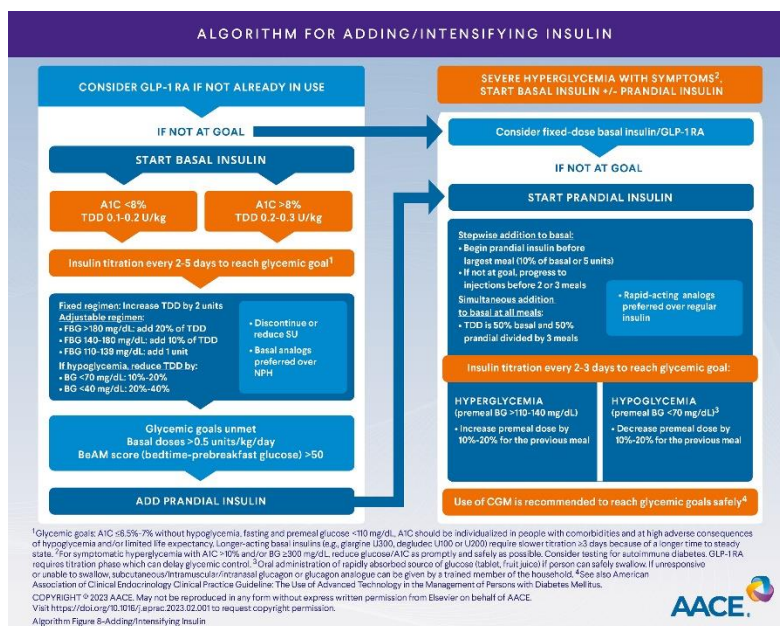 ALGORITHM FOR ADDING/INTENSIFYING INSULIN
CONSIDER GLP-1 RA IF NOT ALREADY IN USE
IF NOT AT GOAL
START BASAL INSULIN
A1C <8%
TDD 0.1-0.2 U/kg
A1C >8%
TDD 0.2-0.3 U/kg
Insulin titration every 2-5 days to reach glycemic goal1
Fixed regimen: Increase TDD by 2 units
Adjustable regimen:
• FBG >180 mg/dL: add 20% of TDD
• FBG 140-180 mg/dL: add 10% of TDD
• FBG 110-139 mg/dL: add 1 unit
If hypoglycemia, reduce TDD by:
• BG <70 mg/dL: 10%-20%
• BG <40 mg/dL: 20%-40%
• Discontinue or
reduce SU
• Basal analogs
preferred over
NPH
Glycemic goals unmet
Basal doses >0.5 units/kg/day
BeAM score (bedtime-prebreakfast glucose) >50
ADD PRANDIAL INSULIN
SEVERE HYPERGLYCEMIA WITH SYMPTOMS2,
START BASAL INSULIN +/- PRANDIAL INSULIN
Consider fixed-dose basal insulin/GLP-1 RA
IF NOT AT GOAL
START PRANDIAL INSULIN
Stepwise addition to basal:
• Begin prandial insulin before
largest meal (10% of basal or 5 units)
• If not at goal, progress to
injections before 2 or 3 meals
Simultaneous addition
to basal at all meals:
• TDD is 50% basal and 50%
prandial divided by 3 meals
• Rapid-acting analogs
preferred over regular
insulin
Insulin titration every 2-3 days to reach glycemic goal:
HYPERGLYCEMIA
(premeal BG >110-140 mg/dL)
• Increase premeal dose by
10%-20% for the previous meal
HYPOGLYCEMIA
(premeal BG <70 mg/dL)3
• Decrease premeal dose by
10%-20% for the previous meal
Use of CGM is recommended to reach glycemic goals safely4
1Glycemic goals: A1C ≤6.5%-7% without hypoglycemia, fasting and premeal glucose <110 mg/dL. A1C should be individualized in people with comorbidities and at high adverse consequences
of hypoglycemia and/or limited life expectancy. Longer-acting basal insulins (e.g., glargine U300, degludec U100 or U200) require slower titration ≥3 days because of a longer time to steady
state. 2For symptomatic hyperglycemia with A1C >10% and/or BG ≥300 mg/dL, reduce glucose/A1C as promptly and safely as possible. Consider testing for autoimmune diabetes. GLP-1 RA
requires titration phase which can delay glycemic control. 3Oral administration of rapidly absorbed source of glucose (tablet, fruit juice) if person can safely swallow. If unresponsive
or unable to swallow, subcutaneous/intramuscular/intranasal glucagon or glucagon analogue can be given by a trained member of the household. 4See also American
Association of Clinical Endocrinology Clinical Practice Guideline: The Use of Advanced Technology in the Management of Persons with Diabetes Mellitus.
COPYRIGHT © 2023 AACE. May not be reproduced in any form without express written permission from Elsevier on behalf of AACE.
Visit https://doi.org/10.1016/j.eprac.2023.02.001 to request copyright permission.
Algorithm Figure 8-Adding/Intensifying Insulin
AACE